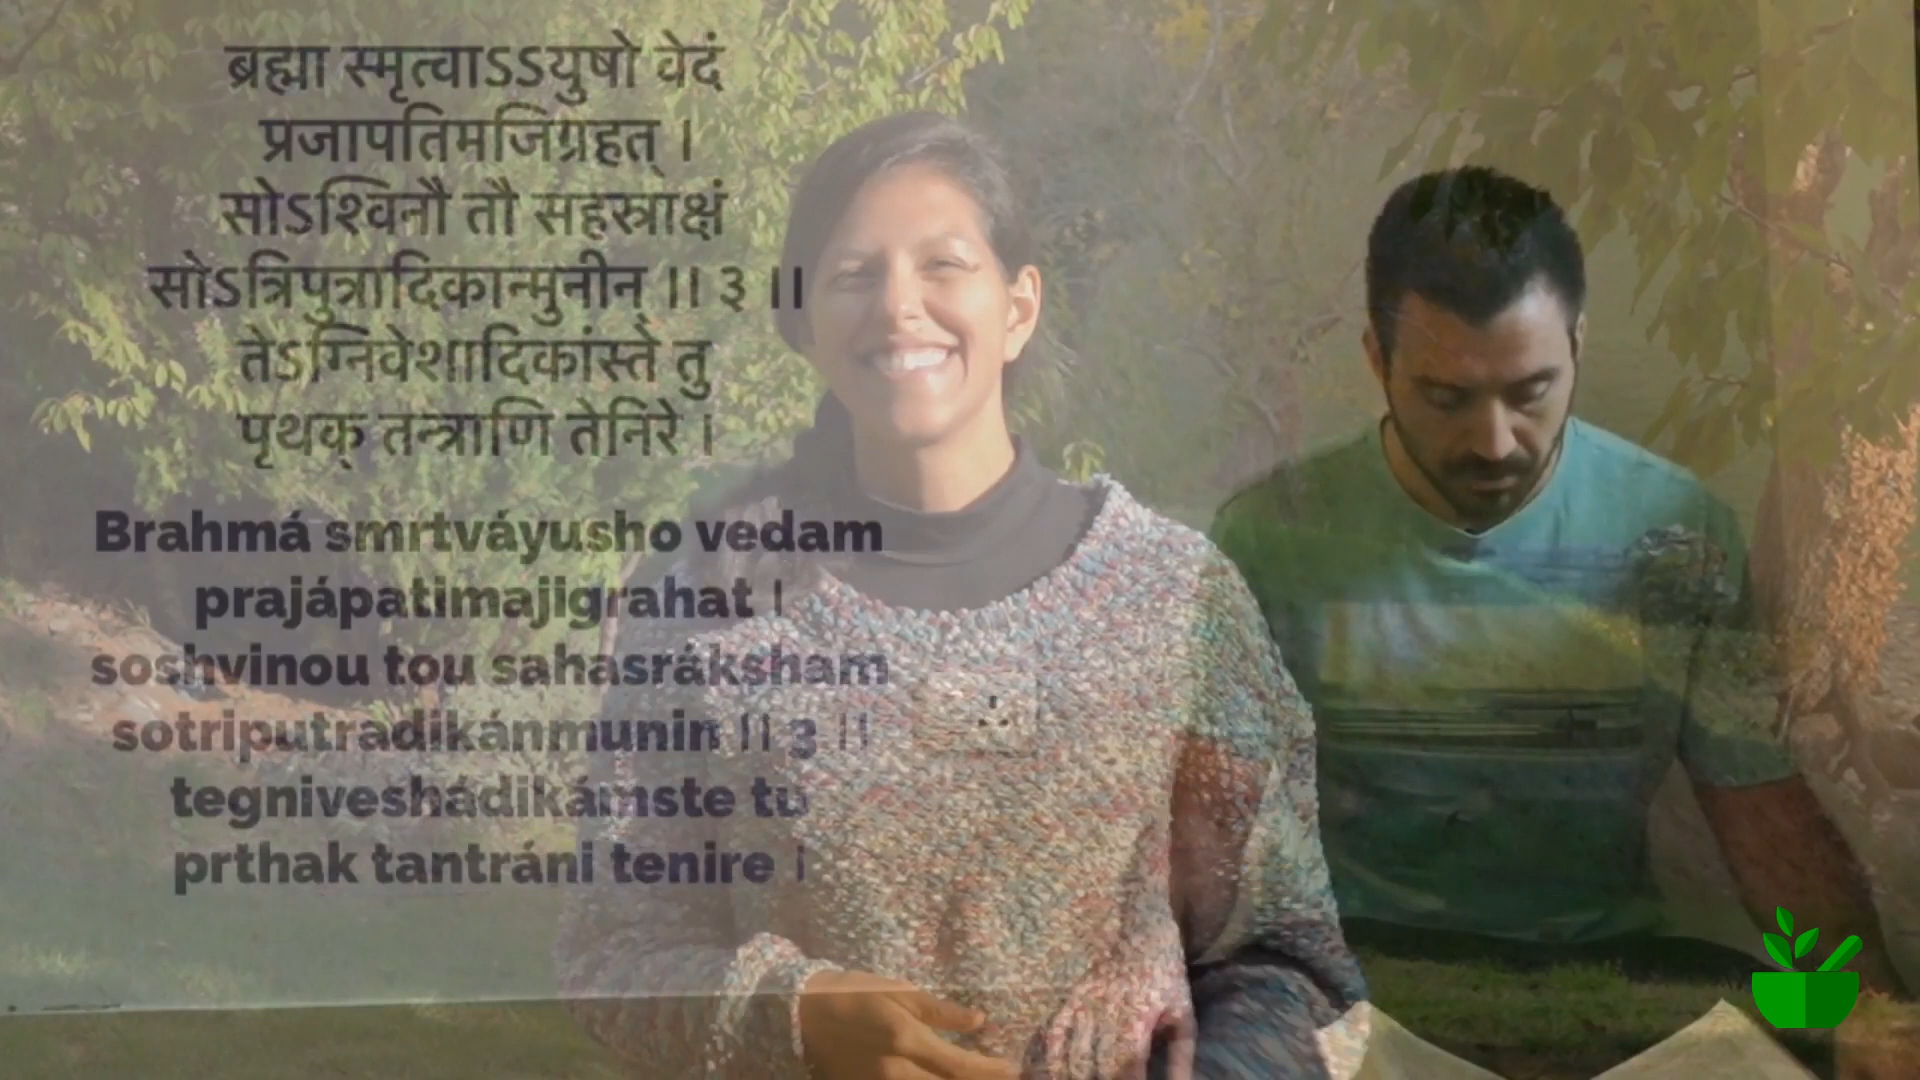 ब्रह्मा स्मृत्वाऽऽयुषो वेदं
प्रजापतिमजिग्रहत् ।
सोऽश्विनौ तौ सहस्राक्षं
सोऽत्रिपुत्रादिकान्मुनीन् ।। ३ ।।
तेऽग्निवेशादिकांस्ते तु
पृथक् तन्त्राणि तेनिरे ।
Brahmá smrtváyusho vedam
prajápatimajigrahat ।
soshvinou tou sahasráksham
sotriputradikánmunin ।। 3 ।।
tegniveshádikámste tu
prthak tantráni tenire ।